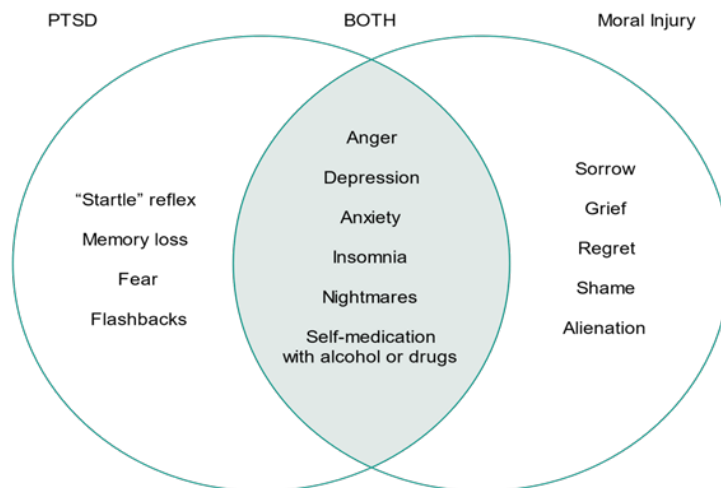 PTSD
BOTH
Moral Injury
“Startle” reflex
Memory loss
Fear
Flashbacks
Anger
Depression
Anxiety
Insomnia
Nightmares
Self-medication
with alcohol or drugs
Sorrow
Grief
Regret
Shame
Alienation